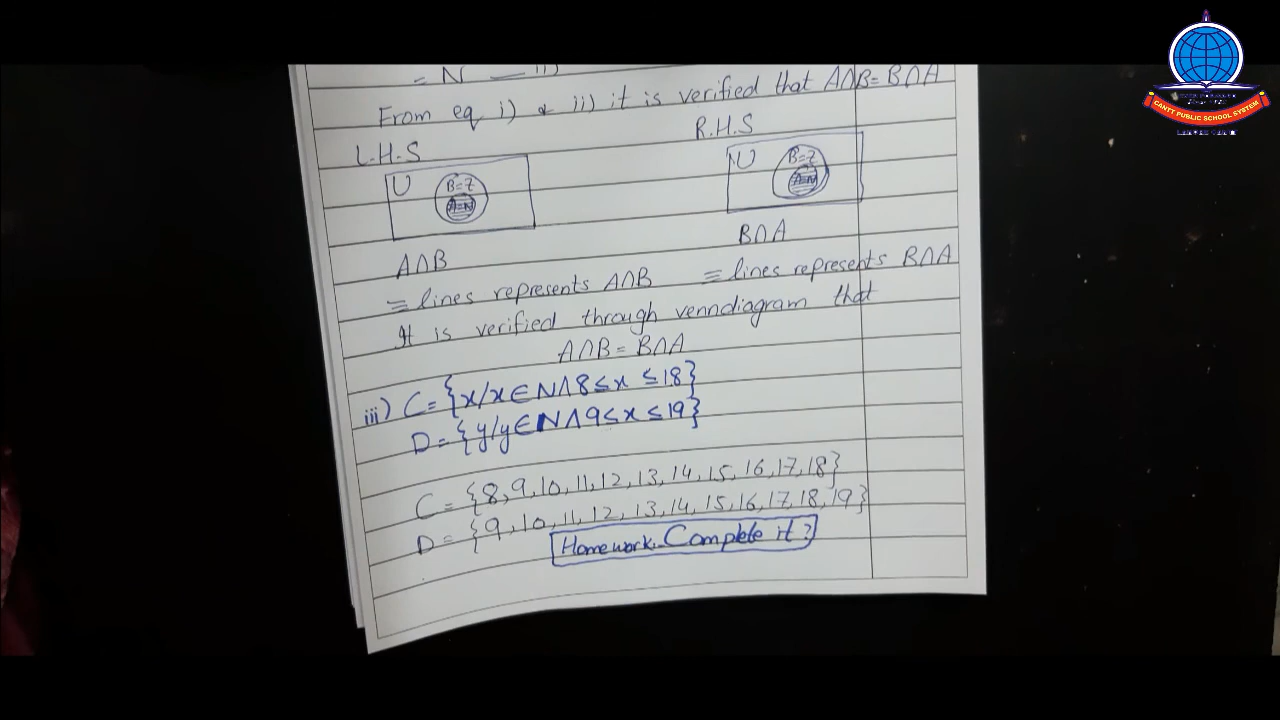 = N — ii)
From eq i) & ii) it is verified that A∩B = B∩A
L.H.S
R.H.S
U B=Z A=N
U B=Z A=N
A∩B
B∩A
≡ lines represents A∩B
≡ lines represents B∩A
It is verified through venndiagram that
A∩B = B∩A
iii) C = {x/x∈N∧8≤x≤18}
D = {y/y∈N∧9≤x≤19}
C = {8,9,10,11,12,13,14,15,16,17,18}
D = {9,10,11,12,13,14,15,16,17,18,19}
Homework. Complete it?
CANTT PUBLIC SCHOOL SYSTEM